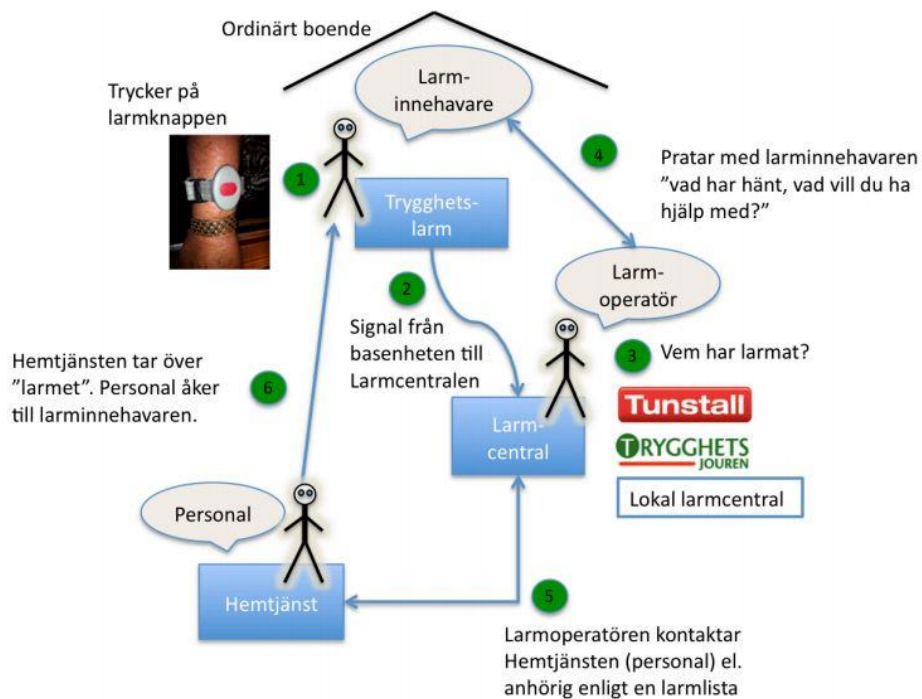 Ordinärt boende
Larm-
innehavare
Trycker på
larmknappen
1
4
Pratar med larminnehavaren
”vad har hänt, vad vill du ha
hjälp med?”
Trygghets-
larm
Larm-
operatör
2
Signal från
basenheten till
Larmcentralen
3
Vem har larmat?
Hemtjänsten tar över
”larmet”. Personal åker
till larminnehavaren.
6
Tunstall
TRYGGHETS
JOUREN
Larm-
central
Lokal larmcentral
Personal
Hemtjänst
5
Larmoperatören kontaktar
Hemtjänsten (personal) el.
anhörig enligt en larmlista